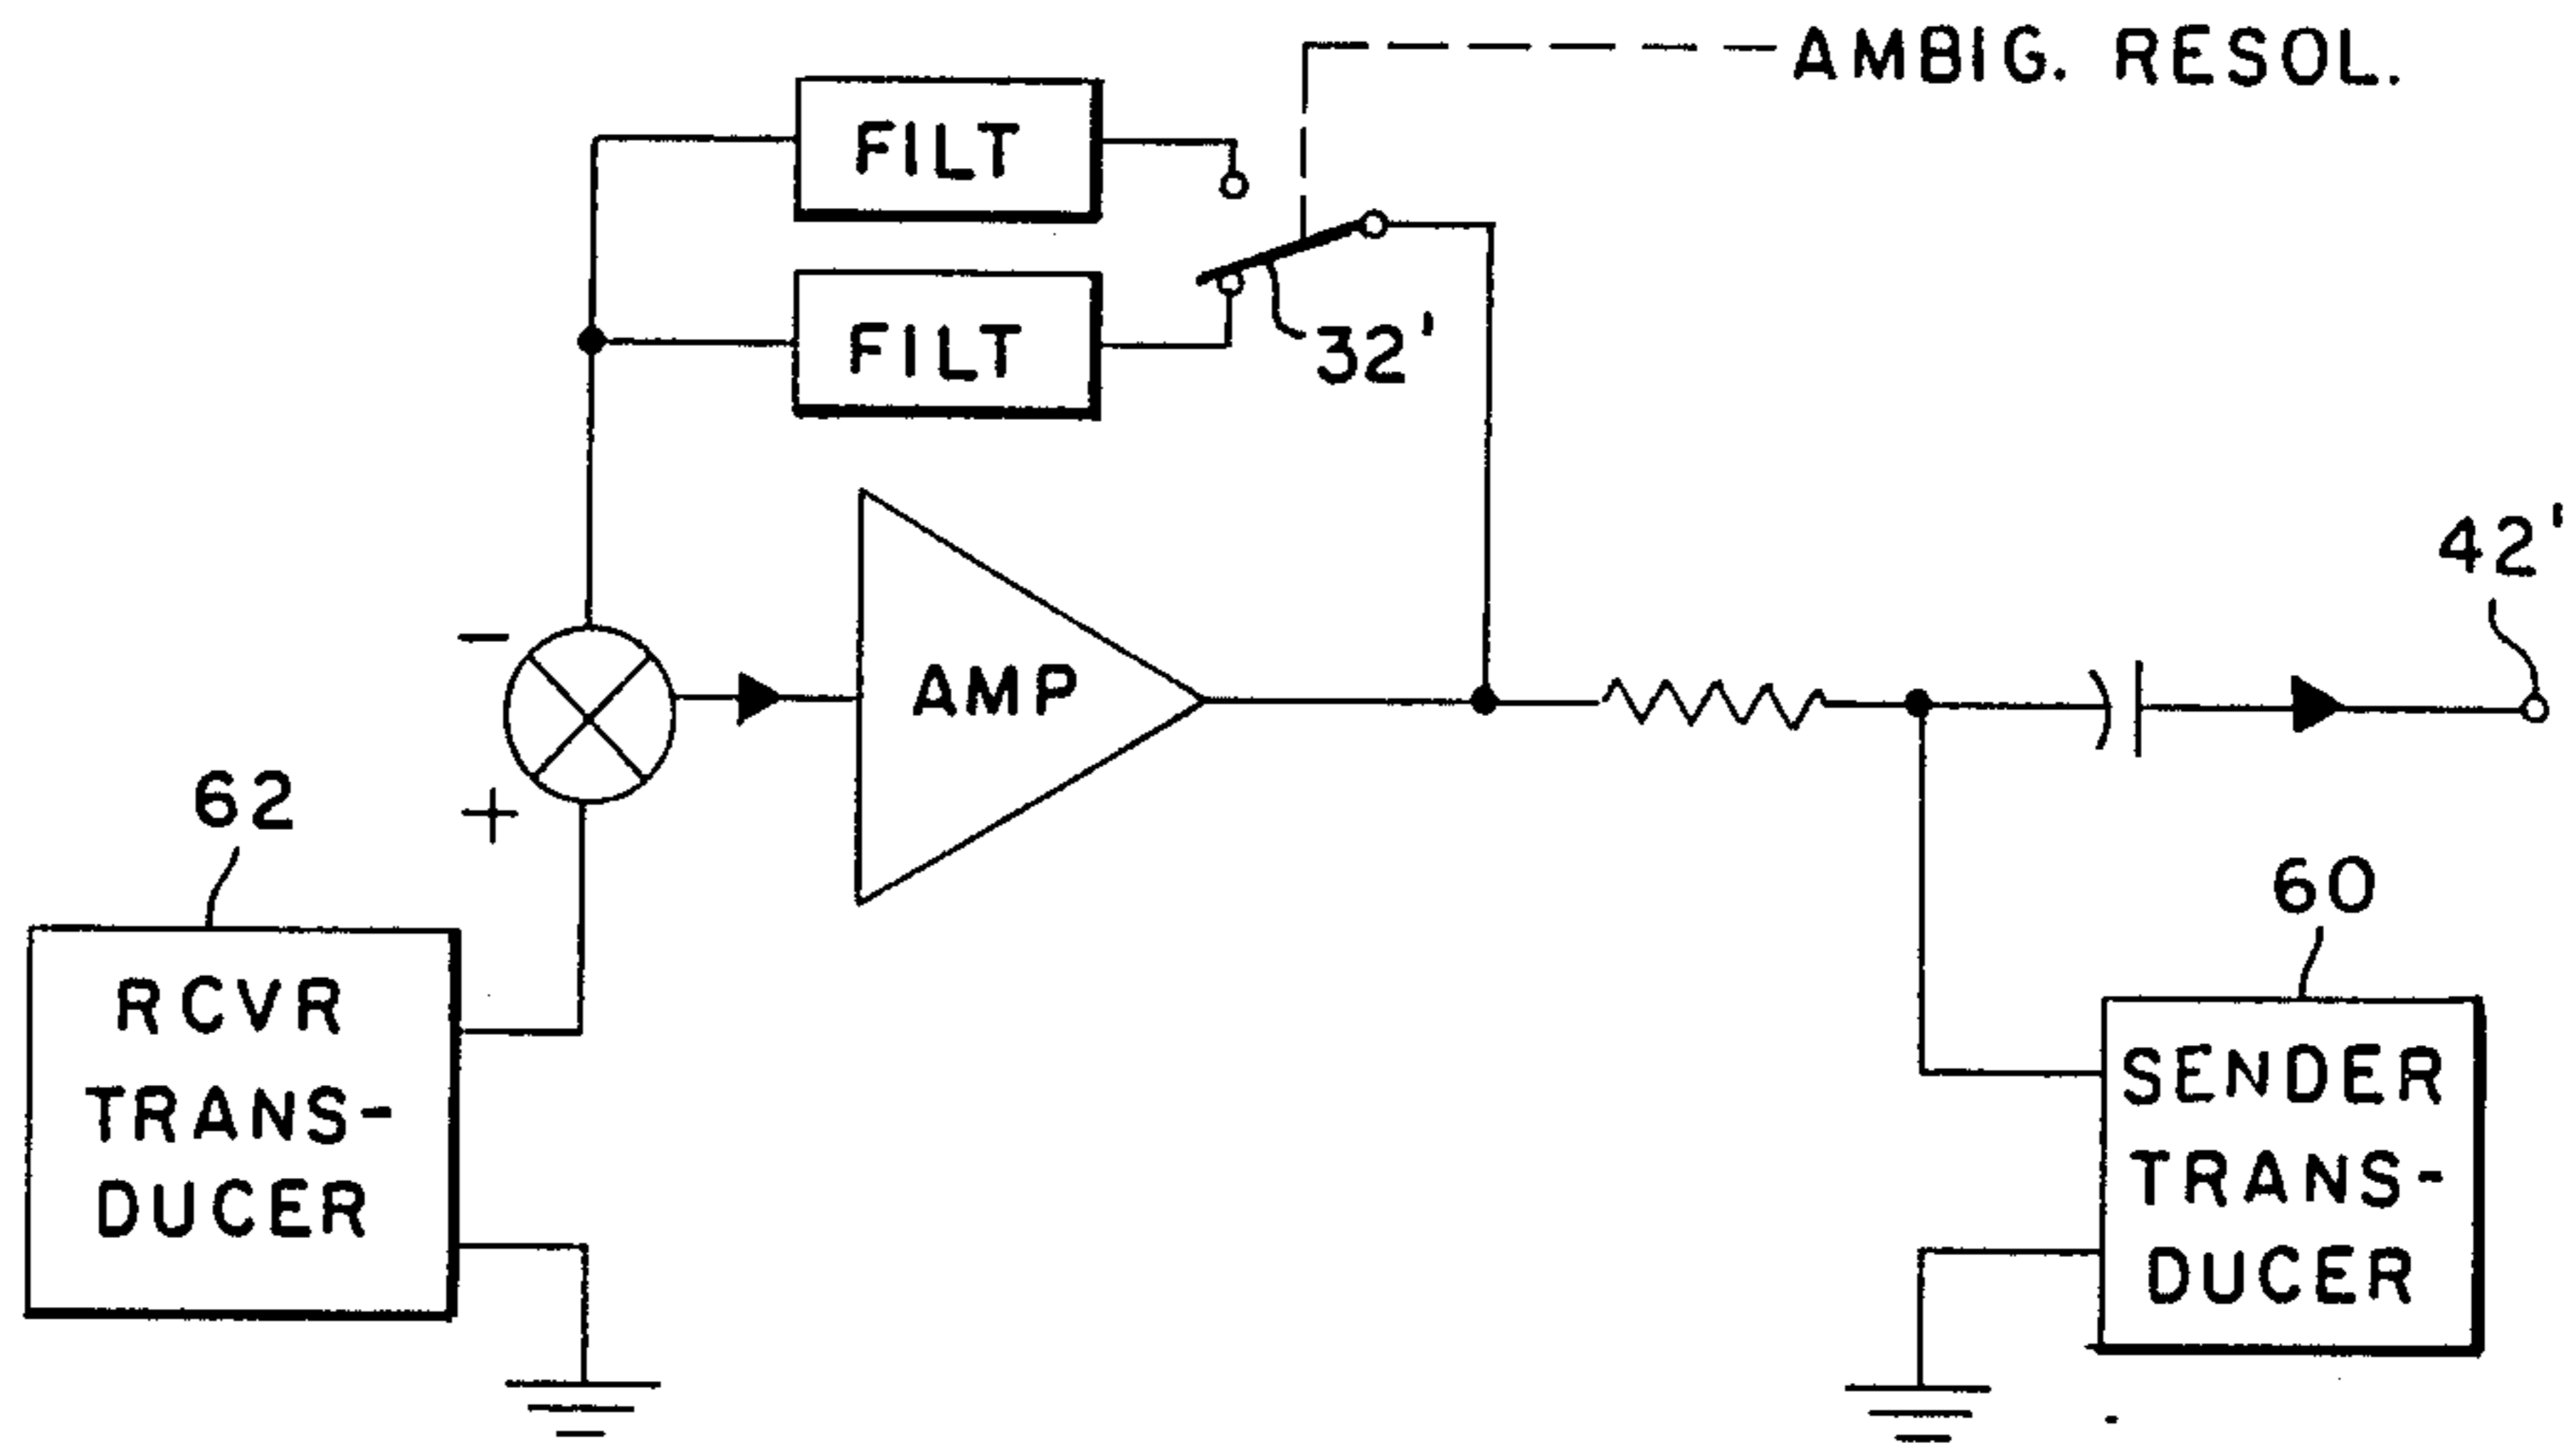 AMBIG. RESOL.
FILT
FILT
32'
42'
AMP
-
+
62
60
RCVR
TRANS-
DUCER
SENDER
TRANS-
DUCER